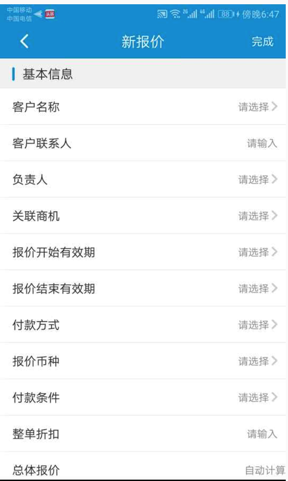 中国移动
中国电信
2G 4G 80 傍晚6:47
新报价 完成
基本信息
客户名称 请选择
客户联系人 请输入
负责人 请选择
关联商机 请选择
报价开始有效期 请选择
报价结束有效期 请选择
付款方式 请选择
报价币种 请选择
付款条件 请选择
整单折扣 请输入
总体报价 自动计算